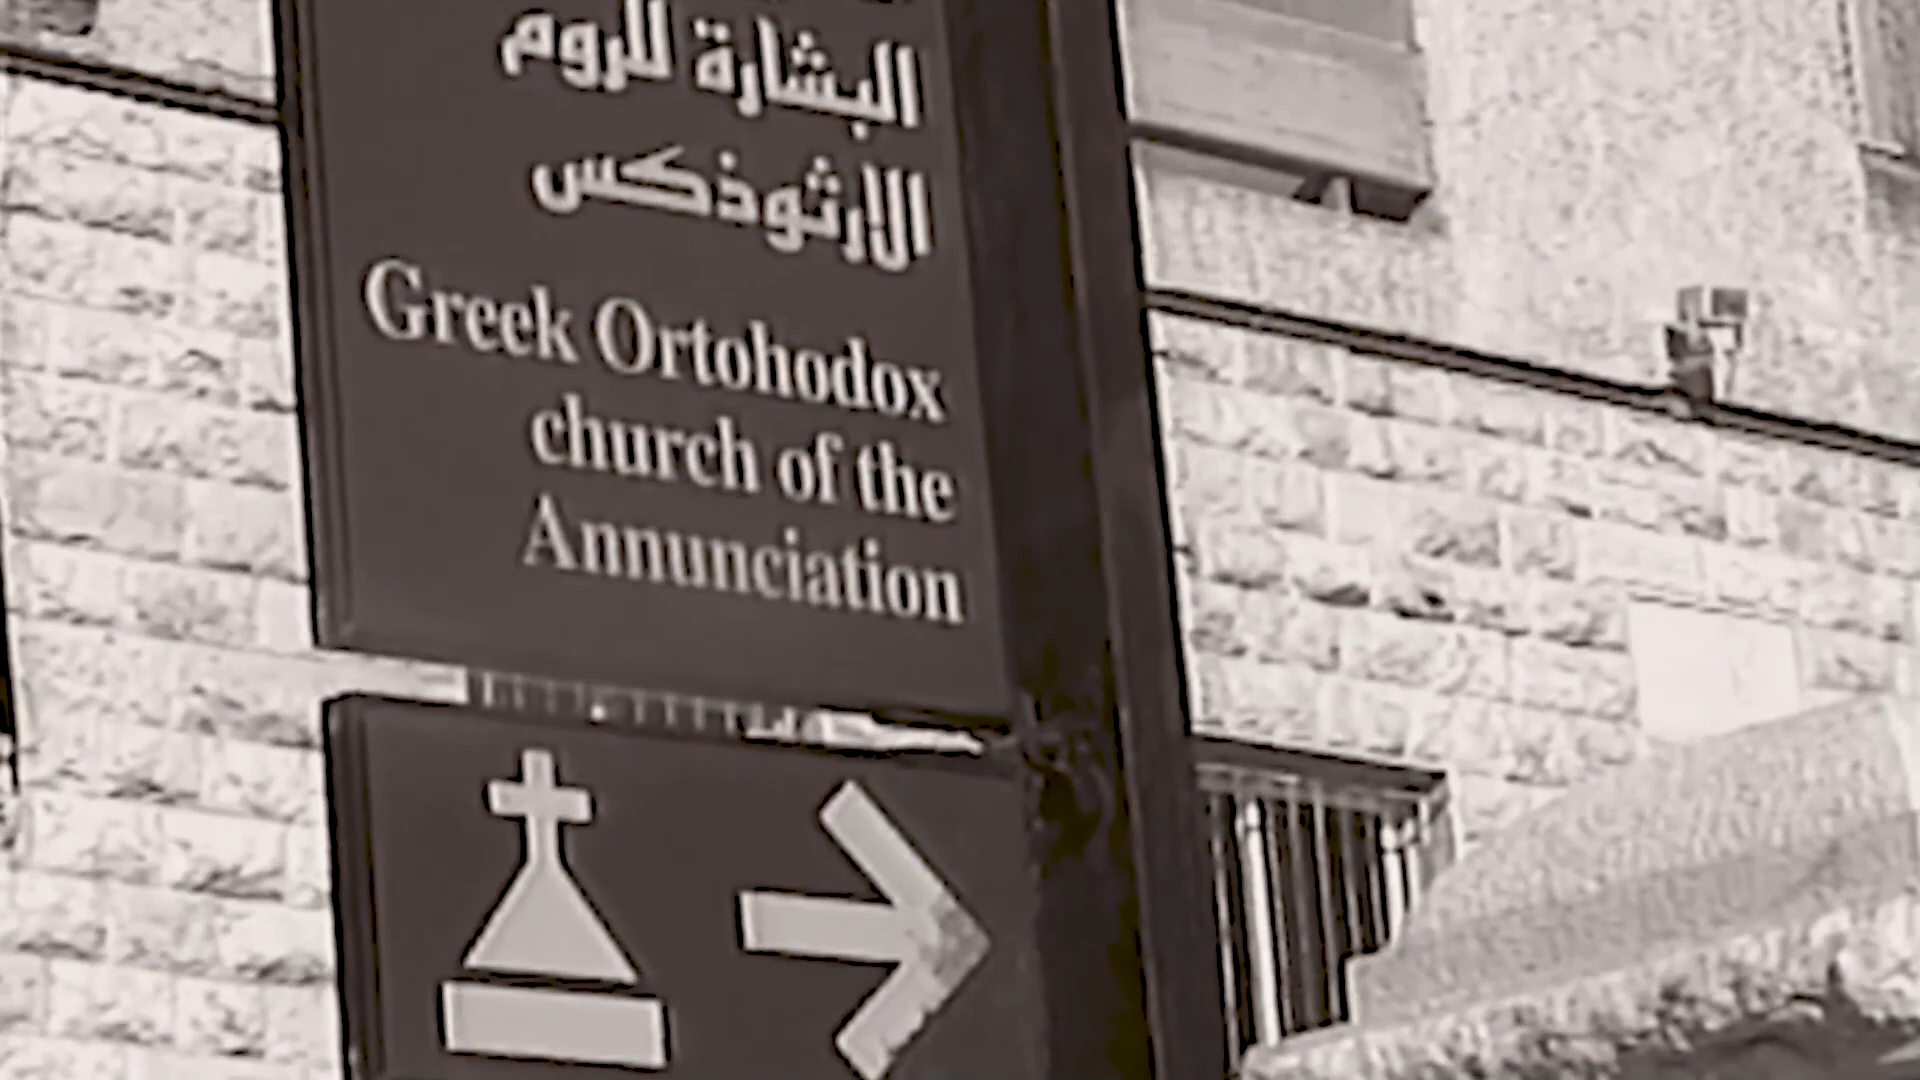 البشارة للروم
الارثوذكس
Greek Ortohodox
church of the
Annunciation